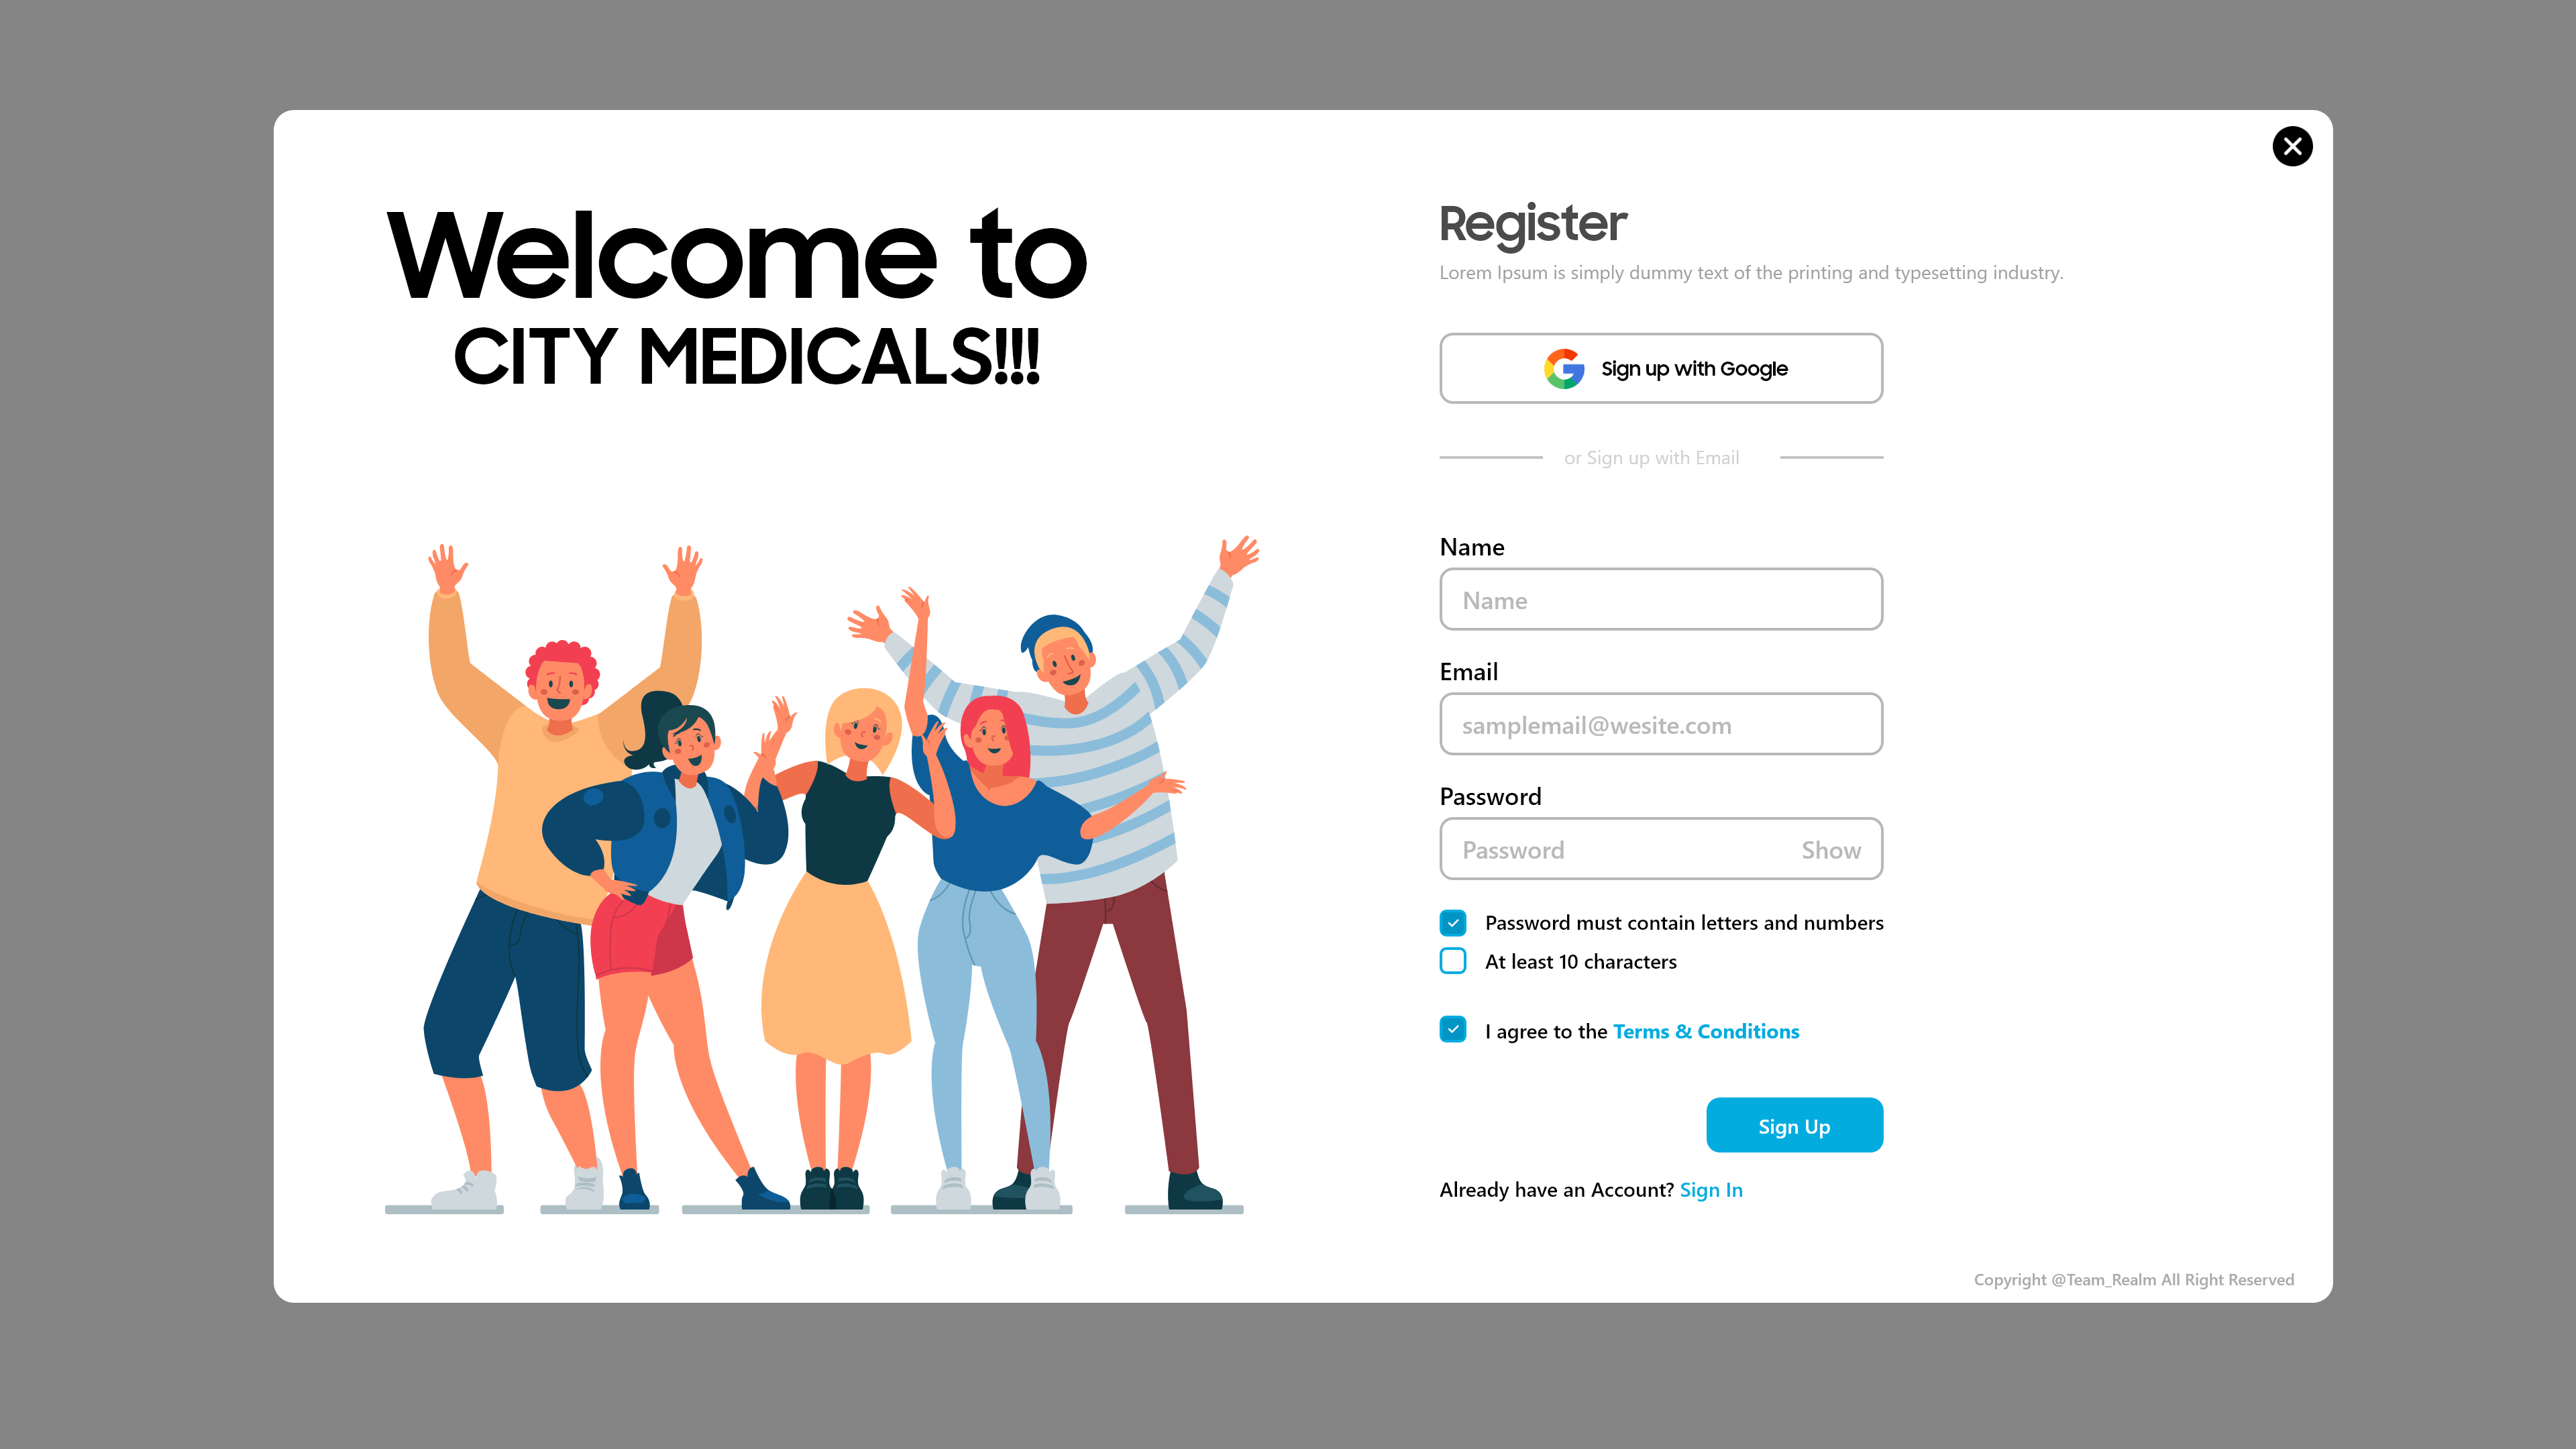 Welcome to
CITY MEDICALS!!!
Register
Lorem Ipsum is simply dummy text of the printing and typesetting industry.
Sign up with Google
or Sign up with Email
Name
Name
Email
samplemail@wesite.com
Password
Password Show
Password must contain letters and numbers
At least 10 characters
I agree to the Terms & Conditions
Sign Up
Already have an Account? Sign In
Copyright @Team_Realm All Right Reserved